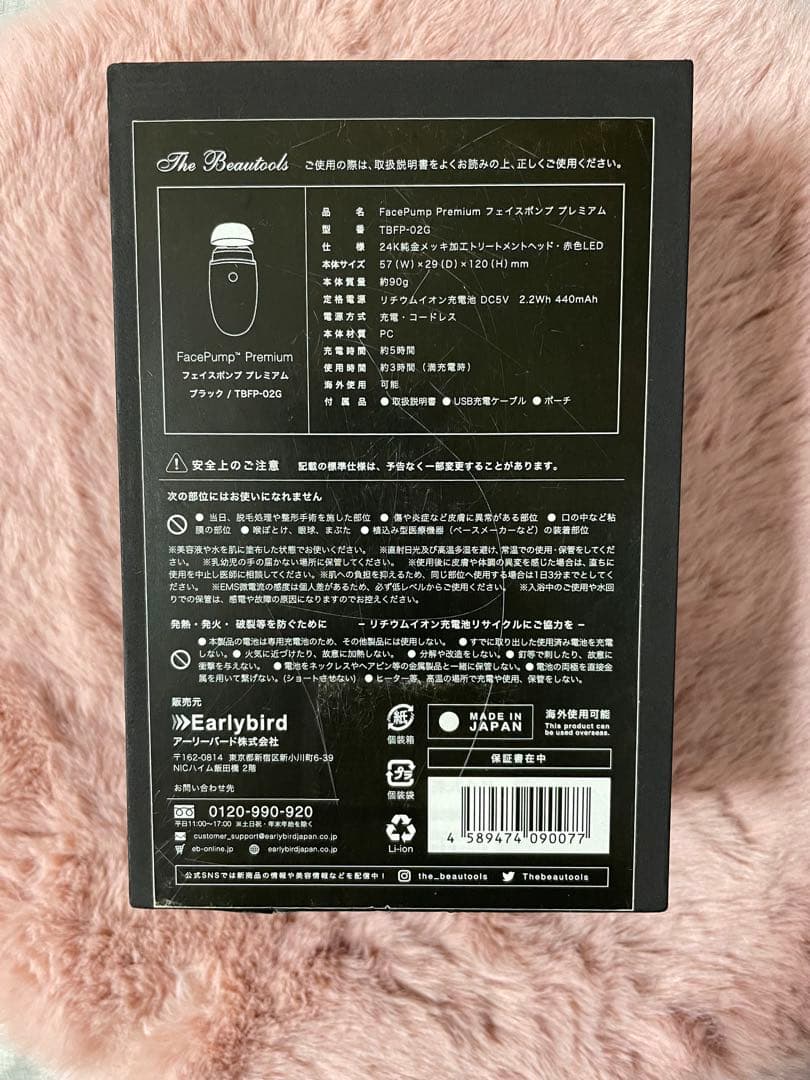 The Beautools ご使用の際は、取扱説明書をよくお読みの上、正しくご使用ください。
FacePump™ Premium
フェイスポンプ プレミアム
ブラック / TBFP-02G
品名 FacePump Premium フェイスポンプ プレミアム
型番 TBFP-02G
仕様 24K純金メッキ加工トリートメントヘッド・赤色LED
本体サイズ 57(W)×29(D)×120(H)mm
本体質量 約90g
定格電源 リチウムイオン充電池 DC5V 2.2Wh 440mAh
電源方式 充電・コードレス
本体材質 PC
充電時間 約5時間
使用時間 約3時間(満充電時)
海外使用 可能
付属品 ●取扱説明書 ●USB充電ケーブル ●ポーチ
安全上のご注意 記載の標準仕様は、予告なく一部変更することがあります。
次の部位にはお使いになれません
● 当日、脱毛処理や整形手術を施した部位 ● 傷や炎症など皮膚に異常がある部位 ● 口の中など粘
膜の部位 ● 喉ぼとけ、眼球、まぶた ● 植込み型医療機器(ペースメーカーなど)の装着部位
※美容液や水を肌に塗布した状態でお使いください。 ※直射日光及び高温多湿を避け、常温での使用・保管をしてくだ
さい。 ※乳幼児の手の届かない場所に保管してください。 ※使用後に皮膚や体調の異変を感じた場合は、直ちに
使用を中止し医師に相談してください。※肌への負担を抑えるため、同じ部位へ使用する場合は1日3分までとしてく
ださい。※EMS微電流の感度は個人差があるため、必ず低レベルからご使用ください。 ※入浴中のご使用や水回
りでの保管は、感電や故障の原因になりますのでお控えください。
発熱・発火・破裂等を防ぐために － リチウムイオン充電池リサイクルにご協力を －
● 本製品の電池は専用充電池のため、その他製品には使用しない。 ● すでに取り出した使用済み電池を充電
しない。● 火気に近づけたり、故意に加熱しない。 ● 分解や改造をしない。● 釘等で刺したり、故意に
衝撃を与えない。 ● 電池をネックレスやヘアピン等の金属製品と一緒に保管しない。● 電池の両極を直接金
属を用いて繋げない。(ショートさせない) ● ヒーター等、高温の場所で充電や使用、保管をしない。
販売元
Earlybird
アーリーバード株式会社
〒162-0814 東京都新宿区新小川町6-39
NICハイム飯田橋 2階
お問い合わせ先
0120-990-920
平日11:00〜17:00 ※土日祝・年末年始を除く
customer_support@earlybirdjapan.co.jp
eb-online.jp earlybirdjapan.co.jp
紙
個装箱
プラ
個装袋
Li-ion
MADE IN
JAPAN
海外使用可能
This product can
be used overseas.
保証書在中
4 589474 090077
公式SNSでは新商品の情報や美容情報などを配信中! the_beautools Thebeautools